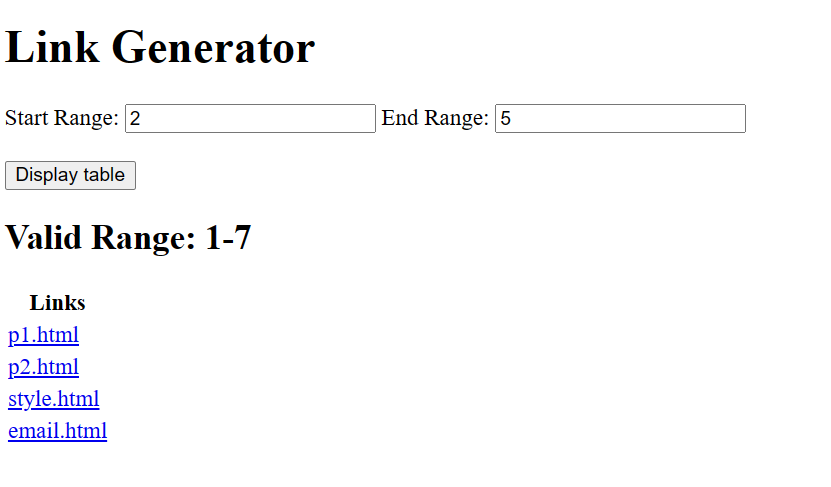 Link Generator
Start Range: 2 End Range: 5
Display table
Valid Range: 1-7
Links
p1.html
p2.html
style.html
email.html